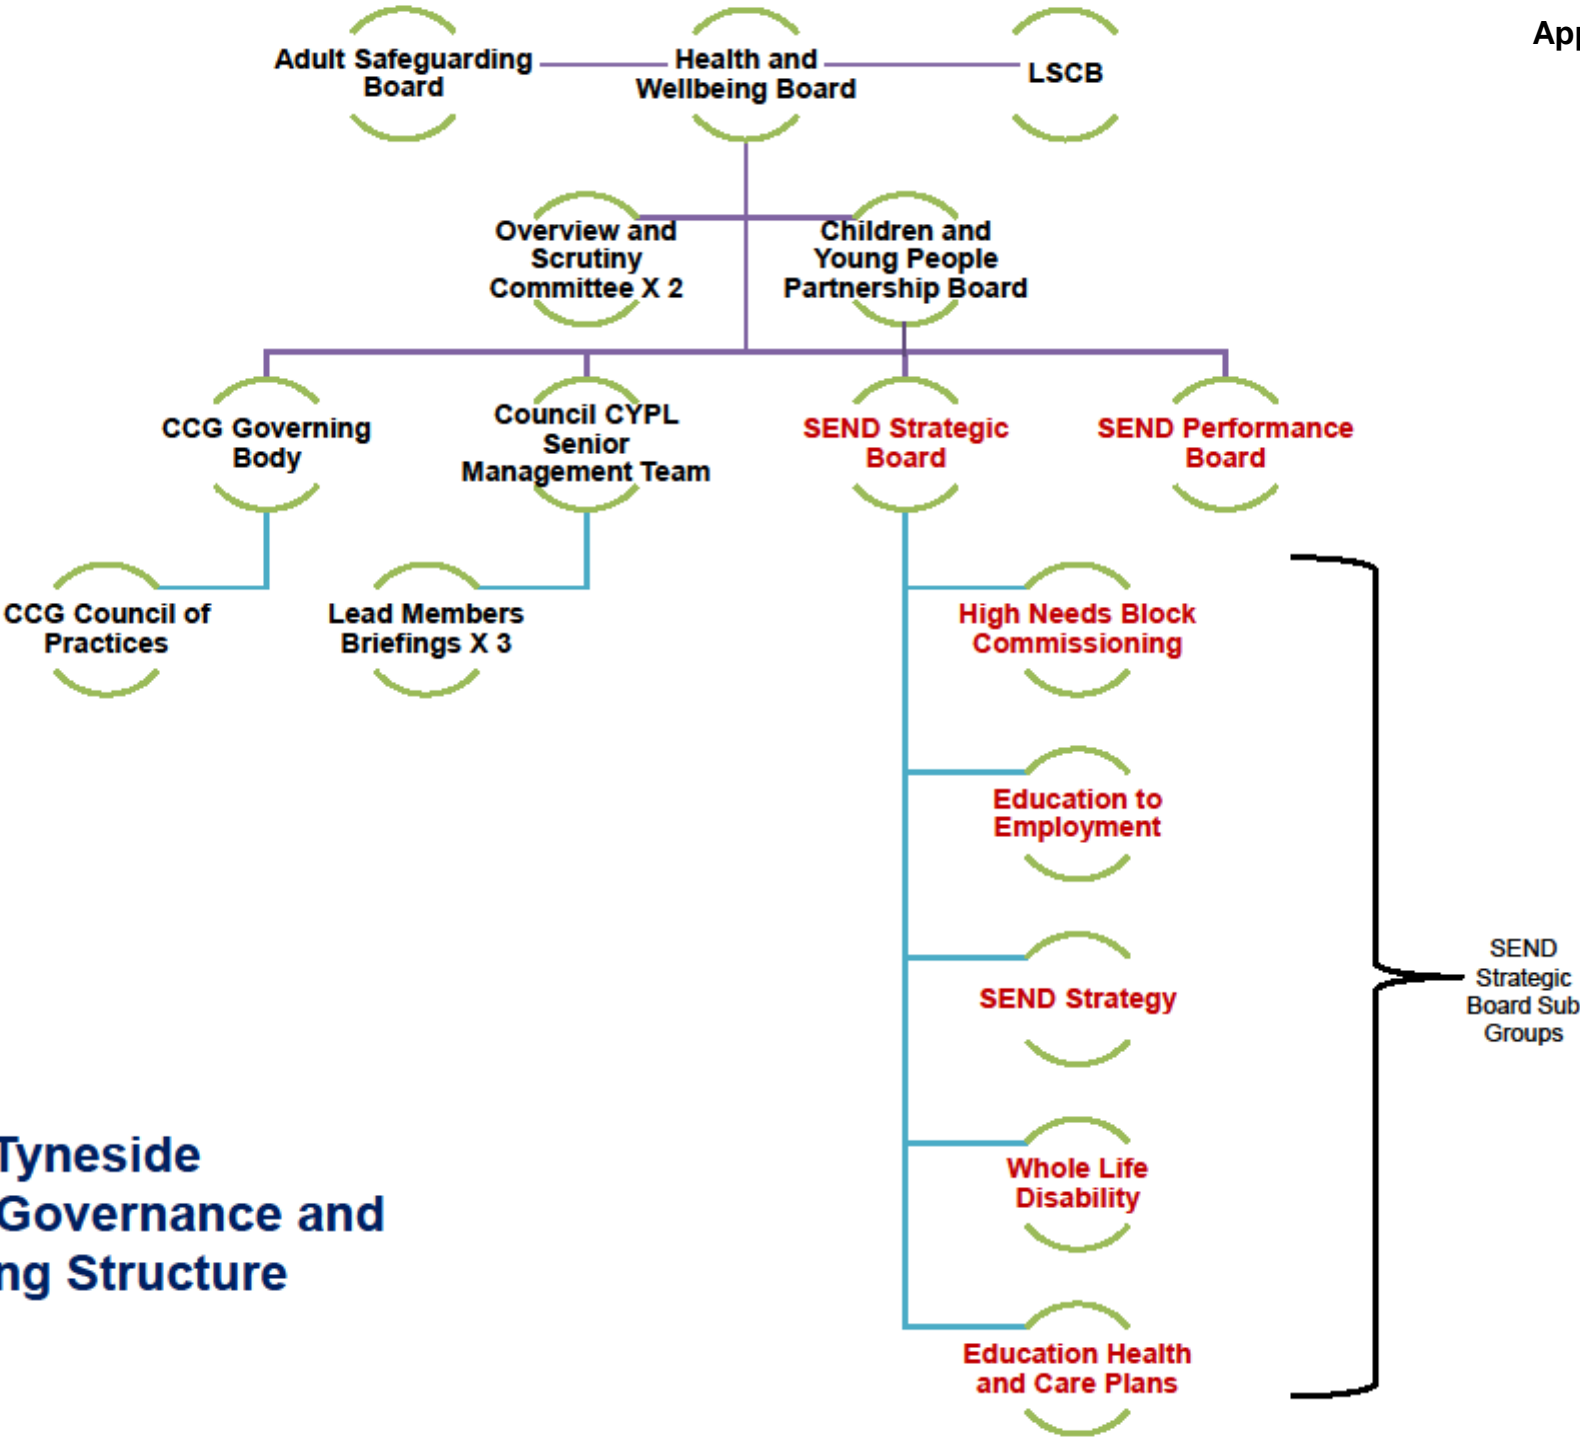 App
Adult Safeguarding
Board
Health and
Wellbeing Board
LSCB
Overview and
Scrutiny
Committee X 2
Children and
Young People
Partnership Board
CCG Governing
Body
Council CYPL
Senior
Management Team
SEND Strategic
Board
SEND Performance
Board
CCG Council of
Practices
Lead Members
Briefings X 3
High Needs Block
Commissioning
Education to
Employment
SEND Strategy
Whole Life
Disability
Education Health
and Care Plans
SEND
Strategic
Board Sub
Groups
Tyneside
Governance and
ng Structure